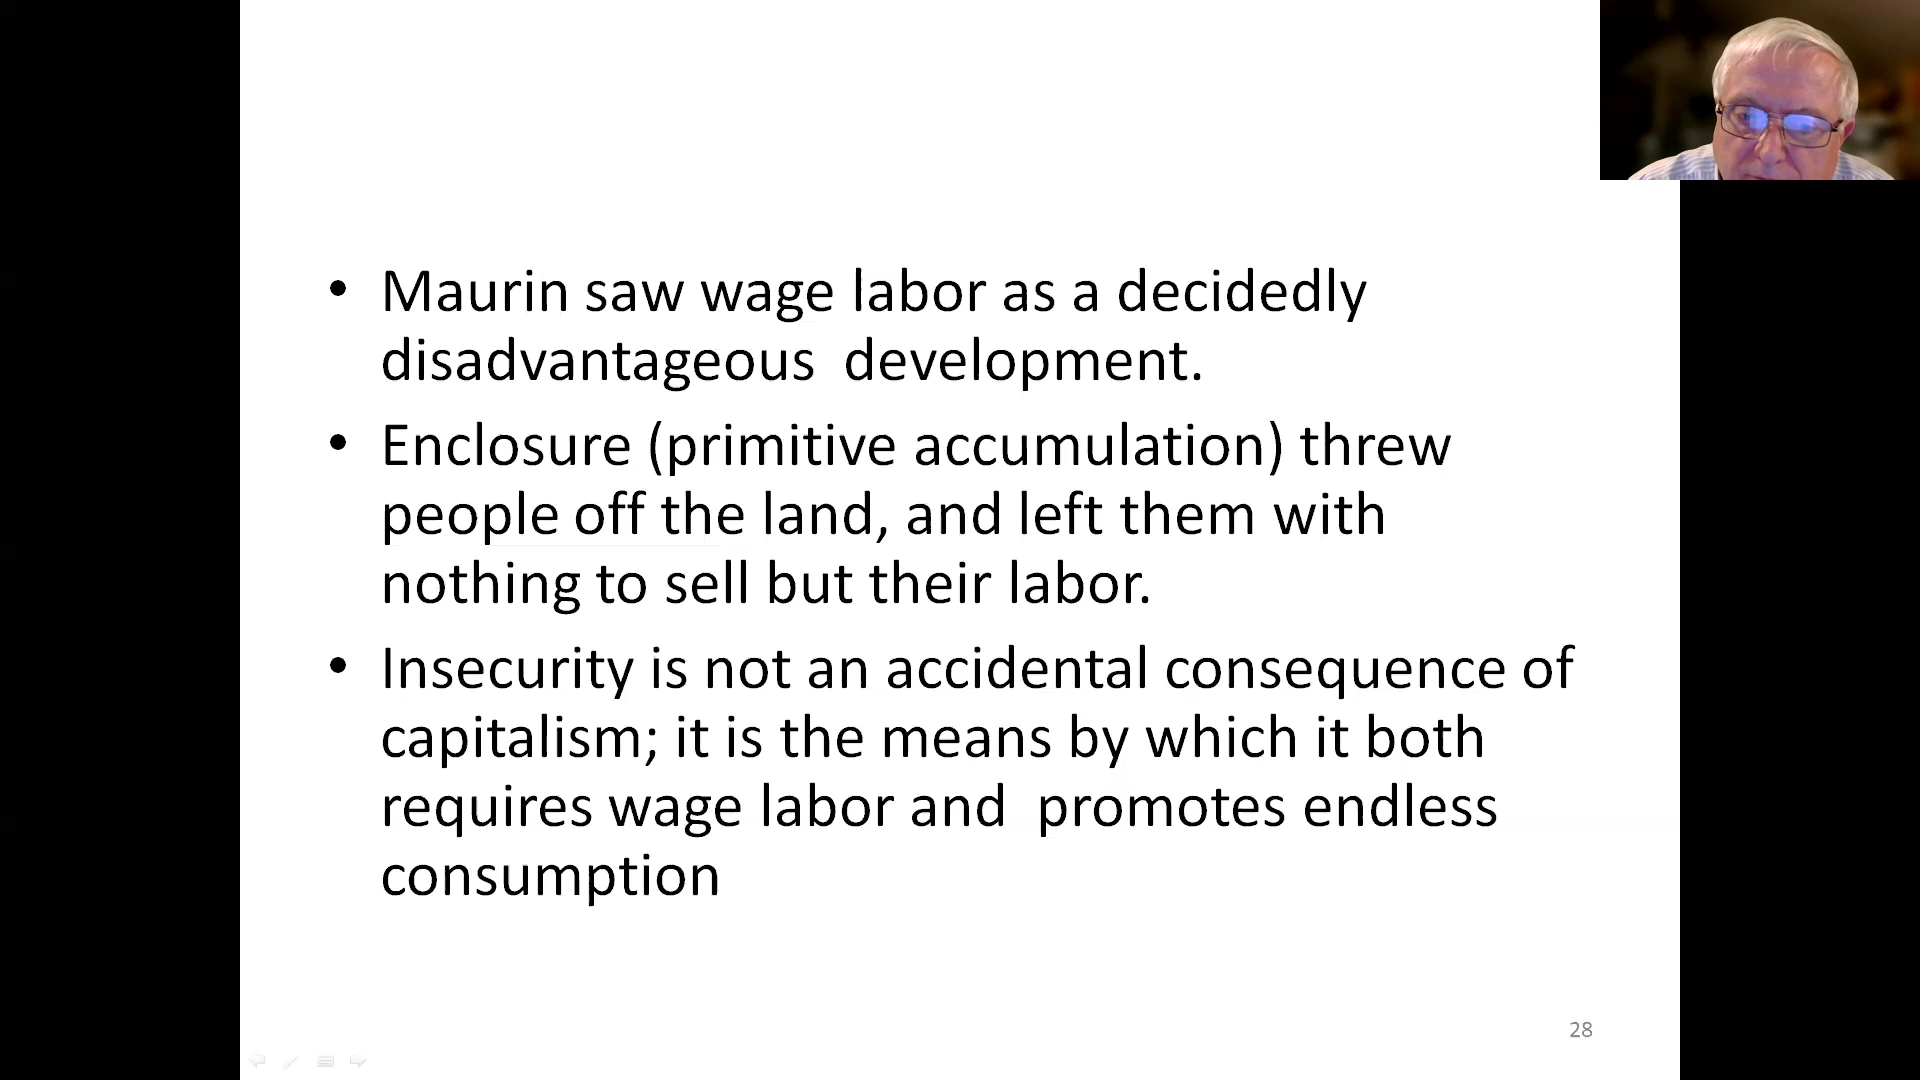 • Maurin saw wage labor as a decidedly
disadvantageous  development.
• Enclosure (primitive accumulation) threw
people off the land, and left them with
nothing to sell but their labor.
• Insecurity is not an accidental consequence of
capitalism; it is the means by which it both
requires wage labor and  promotes endless
consumption
28